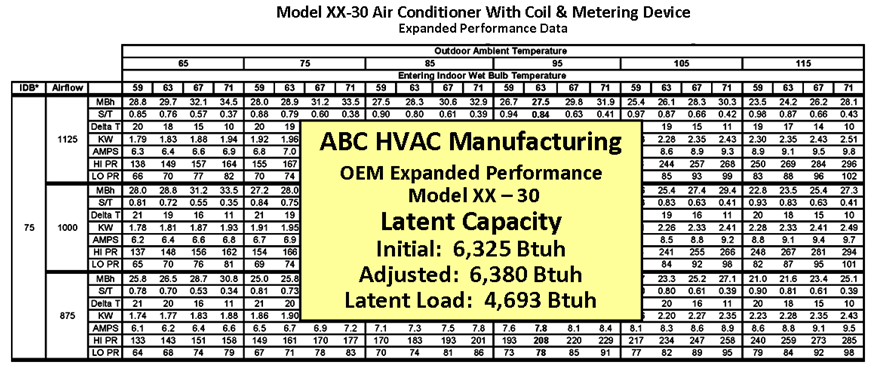 Model XX-30 Air Conditioner With Coil & Metering Device
Expanded Performance Data
Outdoor Ambient Temperature
65 75 85 95 105 115
Entering Indoor Wet Bulb Temperature
IDB* Airflow 59 63 67 71 59 63 67 71 59 63 67 71 59 63 67 71 59 63 67 71 59 63 67 71
MBh 28.8 29.7 32.1 34.5 28.0 28.9 31.2 33.5 27.5 28.3 30.6 32.9 26.7 27.5 29.8 31.9 25.4 26.1 28.3 30.3 23.5 24.2 26.2 28.1
S/T 0.85 0.76 0.57 0.37 0.88 0.79 0.60 0.38 0.90 0.80 0.61 0.39 0.94 0.84 0.63 0.41 0.97 0.87 0.66 0.42 0.98 0.87 0.66 0.43
Delta T 20 18 15 10 20 19 19 15 11 19 17 14 10
1125 KW 1.79 1.83 1.88 1.94 1.92 1.96 2.28 2.35 2.43 2.30 2.35 2.43 2.51
AMPS 6.3 6.4 6.6 6.9 6.8 7.0 8.6 8.9 9.3 8.9 9.1 9.5 9.8
HI PR 138 149 157 164 155 167 244 257 268 250 269 284 296
LO PR 66 70 77 82 70 74 85 93 99 83 88 96 102
MBh 28.0 28.8 31.2 33.5 27.2 28.0 25.4 27.4 29.4 22.8 23.5 25.4 27.3
S/T 0.81 0.72 0.55 0.35 0.84 0.75 0.83 0.63 0.41 0.93 0.83 0.63 0.41
Delta T 21 19 16 11 21 19 19 16 11 20 18 15 10
75 1000 KW 1.78 1.81 1.87 1.93 1.91 1.95 2.26 2.33 2.41 2.28 2.33 2.41 2.49
AMPS 6.2 6.4 6.6 6.8 6.7 6.9 8.5 8.8 9.2 8.8 9.1 9.4 9.7
HI PR 137 148 156 162 154 166 241 255 266 248 267 281 294
LO PR 65 70 76 81 69 74 84 92 98 82 87 95 101
MBh 25.8 26.5 28.7 30.8 25.0 25.8 23.3 25.2 27.1 21.0 21.6 23.4 25.1
S/T 0.78 0.70 0.53 0.34 0.81 0.73 0.80 0.61 0.39 0.90 0.81 0.61 0.39
Delta T 21 20 16 11 21 20 20 16 11 20 18 15 10
875 KW 1.74 1.77 1.83 1.88 1.86 1.90 2.20 2.27 2.35 2.23 2.28 2.35 2.43
AMPS 6.1 6.2 6.4 6.6 6.5 6.7 6.9 7.2 7.1 7.3 7.5 7.8 7.6 7.8 8.1 8.4 8.1 8.3 8.6 8.9 8.6 8.8 9.1 9.5
HI PR 133 143 151 158 149 161 170 177 170 183 193 201 193 208 220 229 217 234 247 258 240 259 273 285
LO PR 64 68 74 79 67 71 78 83 70 74 81 86 73 78 85 91 77 82 89 95 79 84 92 98
ABC HVAC Manufacturing
OEM Expanded Performance
Model XX – 30
Latent Capacity
Initial: 6,325 Btuh
Adjusted: 6,380 Btuh
Latent Load: 4,693 Btuh